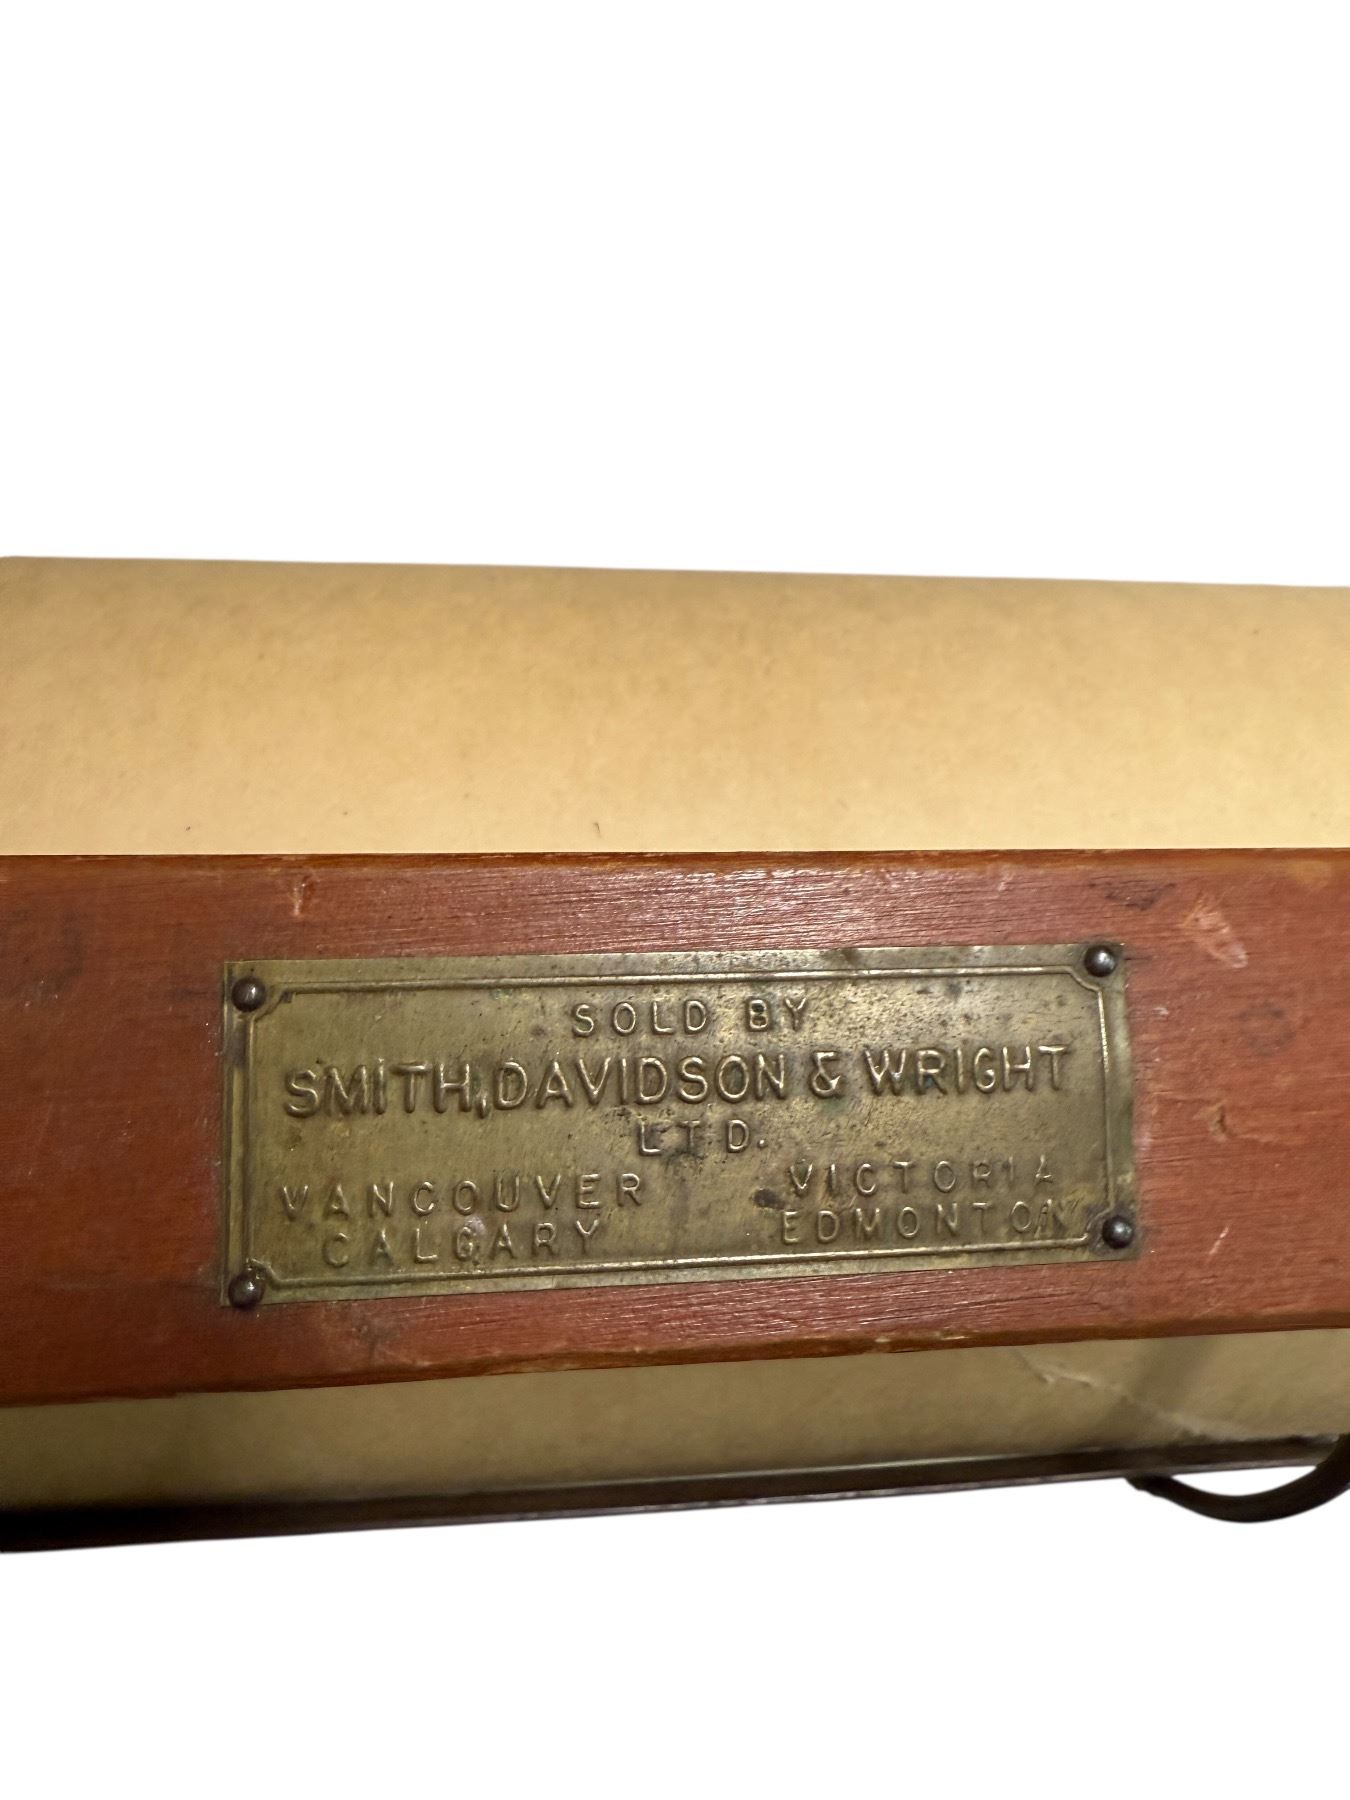 SOLD BY
SMITH, DAVIDSON & WRIGHT
LTD.
VANCOUVER VICTORIA
CALGARY EDMONTON